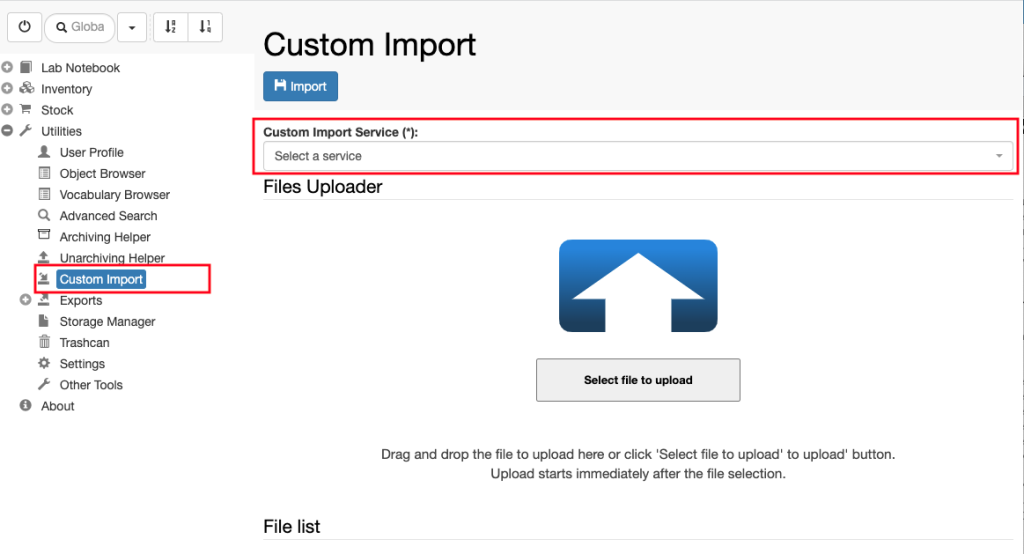 Globa
Custom Import
Import
Lab Notebook
Inventory
Stock
Utilities
User Profile
Object Browser
Vocabulary Browser
Advanced Search
Archiving Helper
Unarchiving Helper
Custom Import
Exports
Storage Manager
Trashcan
Settings
Other Tools
About
Custom Import Service (*):
Select a service
Files Uploader
Select file to upload
Drag and drop the file to upload here or click 'Select file to upload' to upload' button.
Upload starts immediately after the file selection.
File list